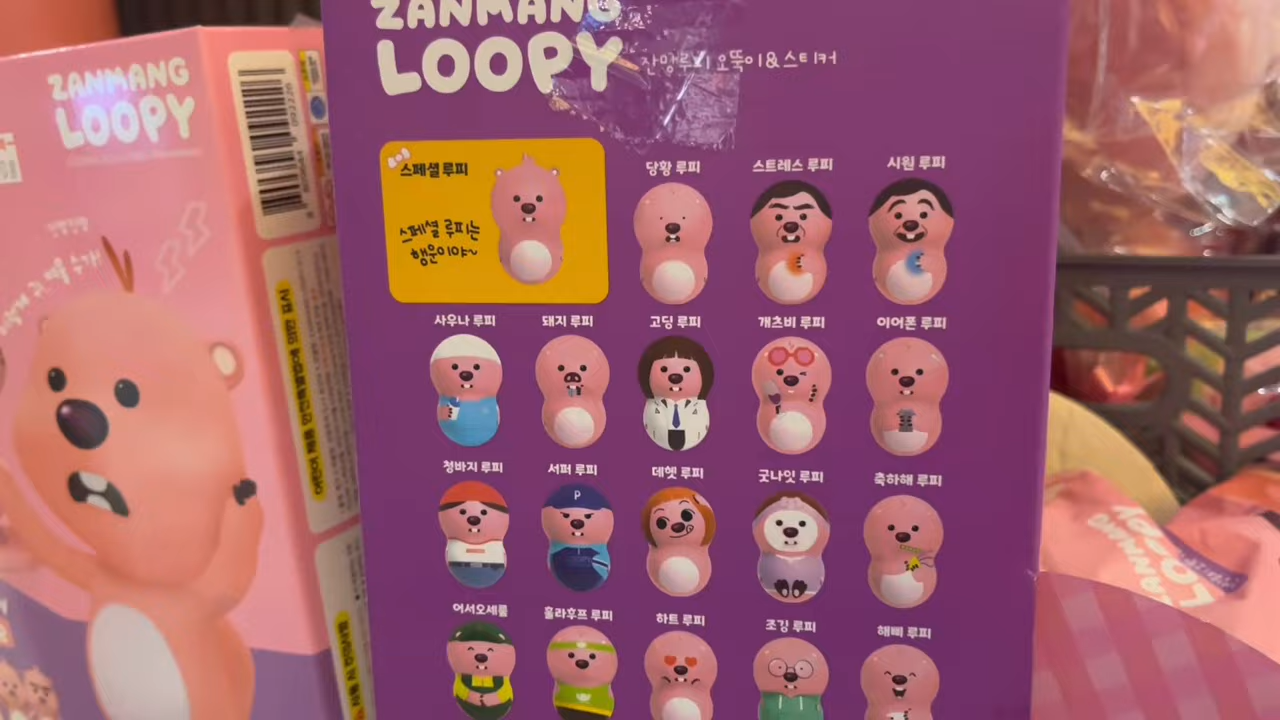 ZANMANG
LOOPY
ZANMANG
LOOPY
잔망루피 오뚝이&스티커
스페셜 루피
스페셜 루피는
행운이야~
당황 루피
스트레스 루피
시원 루피
사우나 루피
돼지 루피
고딩 루피
개츠비 루피
이어폰 루피
청바지 루피
서퍼 루피
데헷 루피
굿나잇 루피
축하해 루피
어서오세룹
훌라후프 루피
하트 루피
조깅 루피
해삐 루피
P
ZANMANG
LOOPY